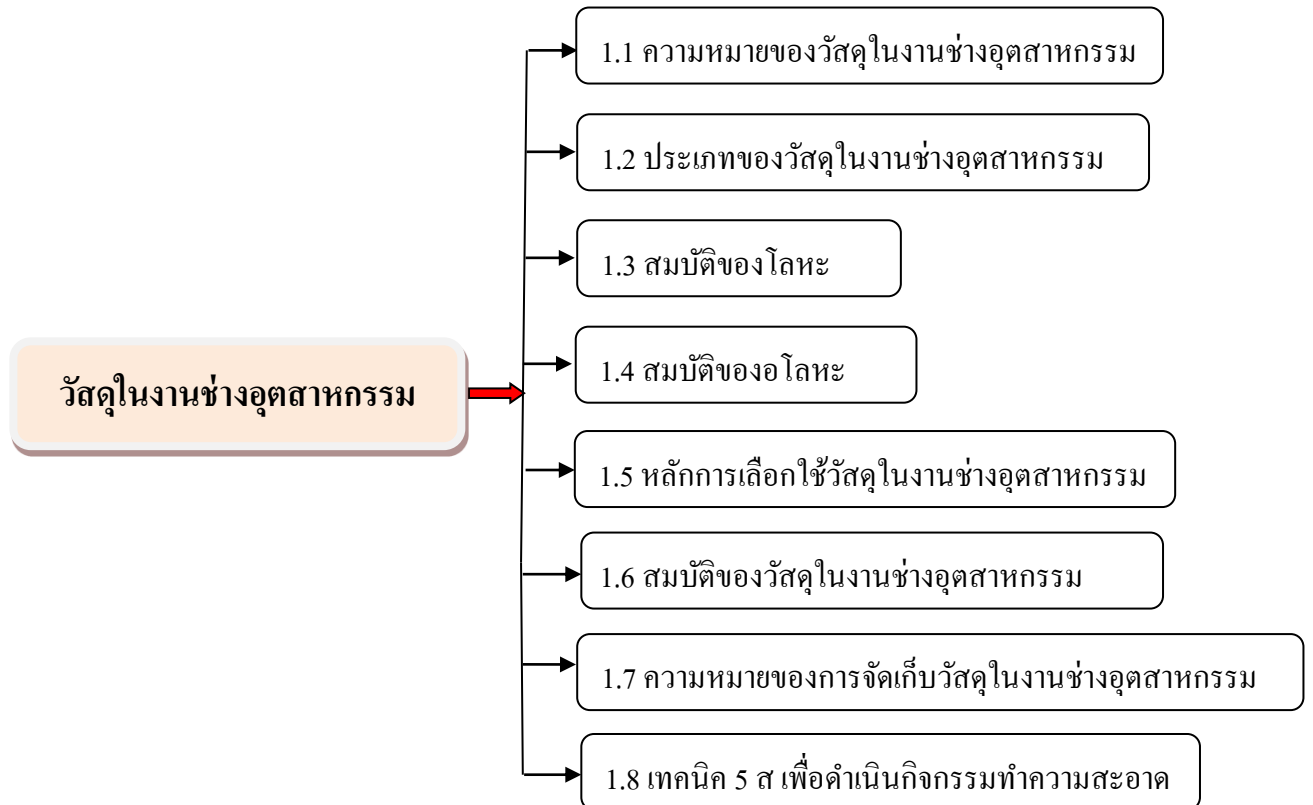 1.1 ความหมายของวัสดุในงานช่างอุตสาหกรรม
1.2 ประเภทของวัสดุในงานช่างอุตสาหกรรม
1.3 สมบัติของโลหะ
1.4 สมบัติของอโลหะ
วัสดุในงานช่างอุตสาหกรรม
1.5 หลักการเลือกใช้วัสดุในงานช่างอุตสาหกรรม
1.6 สมบัติของวัสดุในงานช่างอุตสาหกรรม
1.7 ความหมายของการจัดเก็บวัสดุในงานช่างอุตสาหกรรม
1.8 เทคนิค 5 ส เพื่อดำเนินกิจกรรมทำความสะอาด